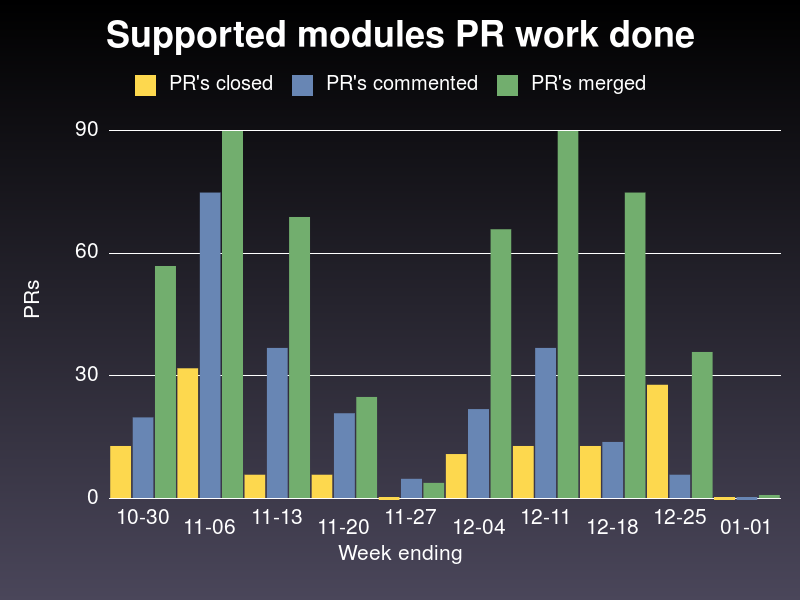 Supported modules PR work done
PR's closed PR's commented PR's merged
90
60
30
0
PRs
10-30 11-06 11-13 11-20 11-27 12-04 12-11 12-18 12-25 01-01
Week ending